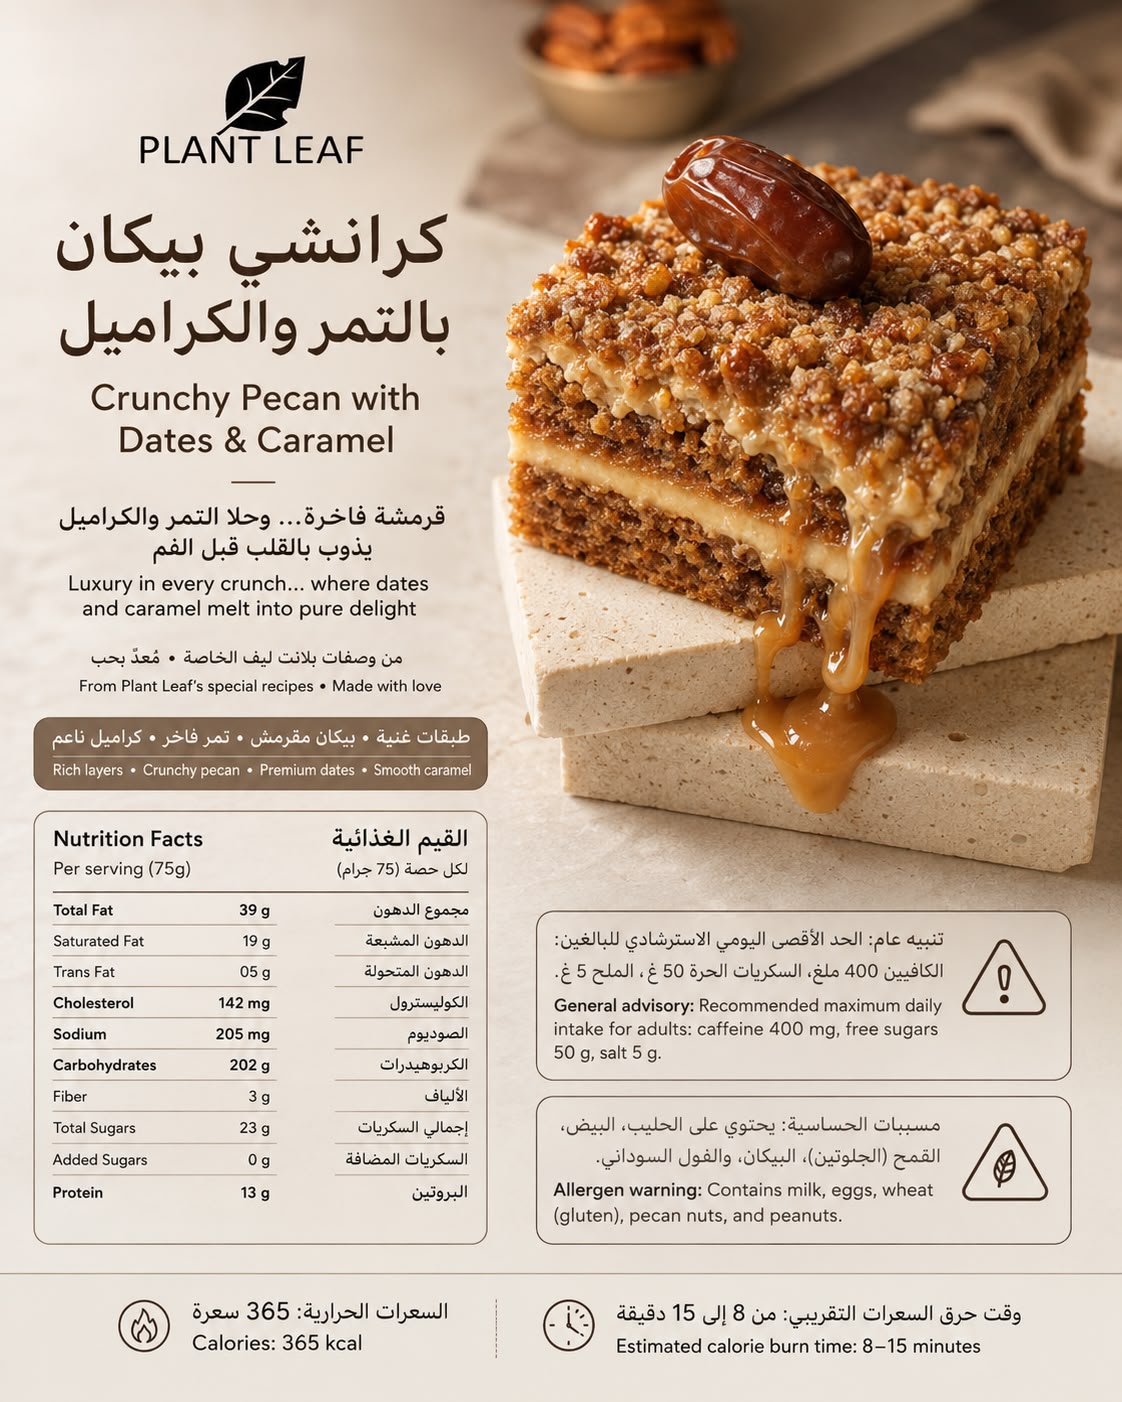 PLANT LEAF
كرانشي بيكان
بالتمر والكراميل
Crunchy Pecan with
Dates & Caramel
قرمشة فاخرة... وحلا التمر والكراميل
يذوب بالقلب قبل الفم
Luxury in every crunch... where dates
and caramel melt into pure delight
من وصفات بلانت ليف الخاصة • مُعدّ بحب
From Plant Leaf's special recipes • Made with love
طبقات غنية • بيكان مقرمش • تمر فاخر • كراميل ناعم
Rich layers • Crunchy pecan • Premium dates • Smooth caramel
Nutrition Facts القيم الغذائية
Per serving (75g) لكل حصة (75 جرام)
Total Fat 39 g مجموع الدهون
Saturated Fat 19 g الدهون المشبعة
Trans Fat 05 g الدهون المتحولة
Cholesterol 142 mg الكوليسترول
Sodium 205 mg الصوديوم
Carbohydrates 202 g الكربوهيدرات
Fiber 3 g الألياف
Total Sugars 23 g إجمالي السكريات
Added Sugars 0 g السكريات المضافة
Protein 13 g البروتين
تنبيه عام: الحد الأقصى اليومي الاسترشادي للبالغين:
الكافيين 400 ملغ، السكريات الحرة 50 غ ، الملح 5 غ.
General advisory: Recommended maximum daily
intake for adults: caffeine 400 mg, free sugars
50 g, salt 5 g.
مسببات الحساسية: يحتوي على الحليب، البيض،
القمح (الجلوتين)، البيكان، والفول السوداني.
Allergen warning: Contains milk, eggs, wheat
(gluten), pecan nuts, and peanuts.
السعرات الحرارية: 365 سعرة
Calories: 365 kcal
وقت حرق السعرات التقريبي: من 8 إلى 15 دقيقة
Estimated calorie burn time: 8–15 minutes